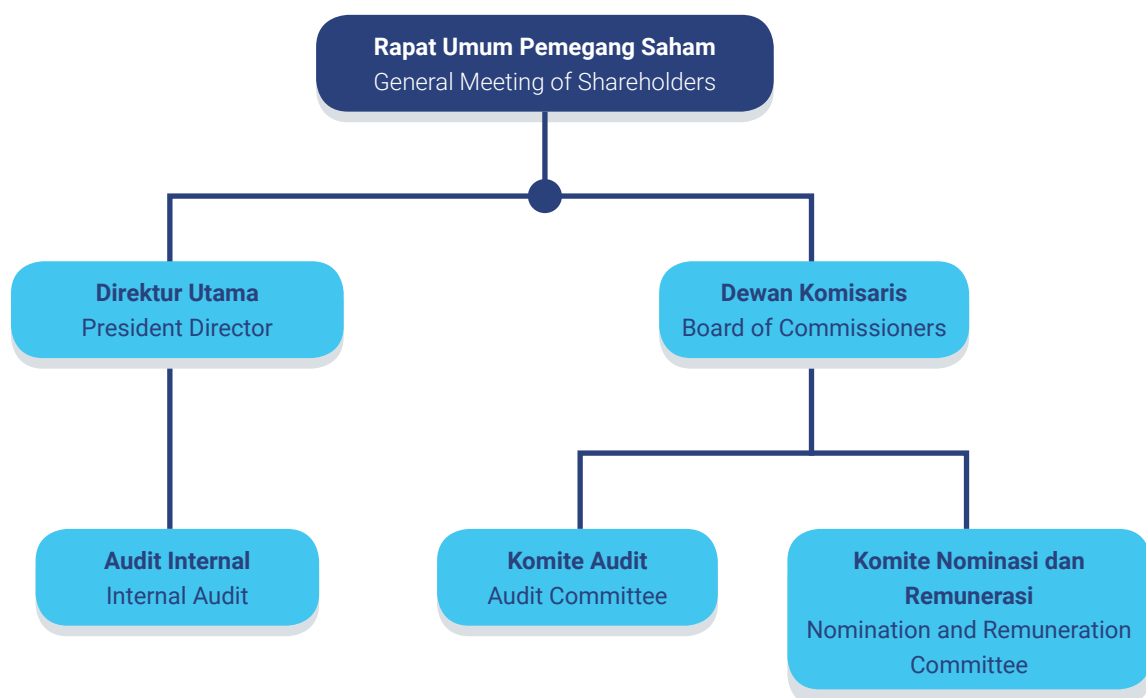 Rapat Umum Pemegang Saham
General Meeting of Shareholders
Direktur Utama
President Director
Dewan Komisaris
Board of Commissioners
Audit Internal
Internal Audit
Komite Audit
Audit Committee
Komite Nominasi dan
Remunerasi
Nomination and Remuneration
Committee